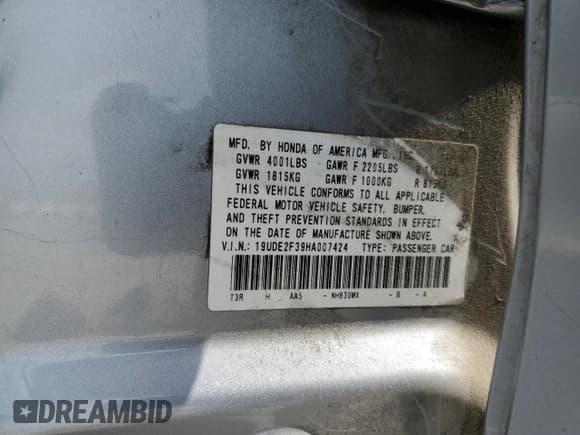 MFD. BY HONDA OF AMERICA MFG., INC.
GVWR 4001LBS GAWR F 2205LBS R
GVWR 1815KG GAWR F 1000KG R 815KG
THIS VEHICLE CONFORMS TO ALL APPLICABLE
FEDERAL MOTOR VEHICLE SAFETY, BUMPER,
AND THEFT PREVENTION STANDARDS IN EFFECT
ON THE DATE OF MANUFACTURE SHOWN ABOVE.
V.I.N.: 19UDE2F39HA007424 TYPE: PASSENGER CAR
T3R H AA5 - NH830MX - B - A
DREAMBID